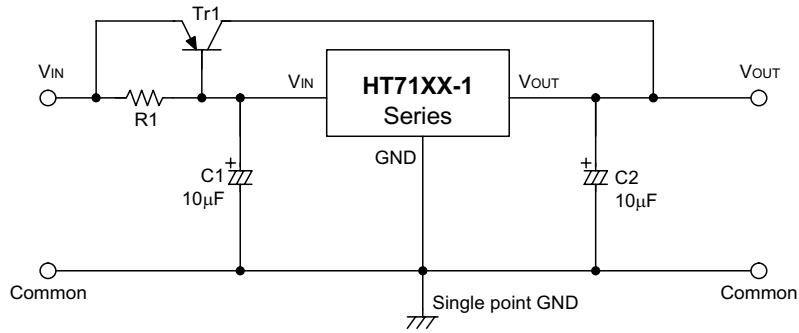 Tr1
VIN
R1
VIN
HT71XX-1
Series
VOUT
VOUT
GND
+
C1
10μF
+
C2
10μF
Common
Single point GND
Common